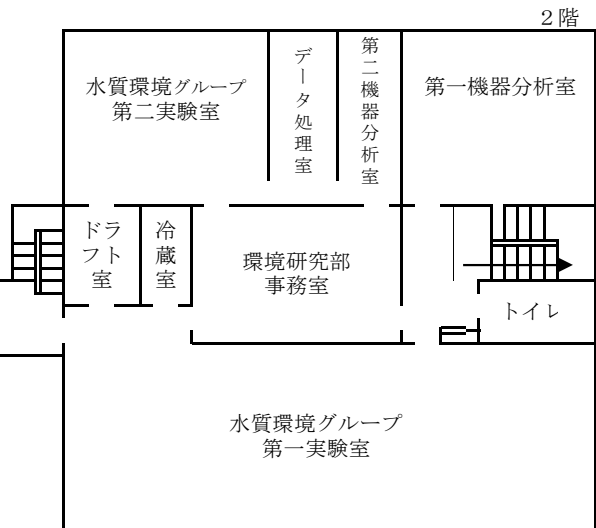 2階
水質環境グループ
第二実験室
データ処理室
第二機器分析室
第一機器分析室
ドラ
フト
室
冷蔵室
環境研究部
事務室
トイレ
水質環境グループ
第一実験室